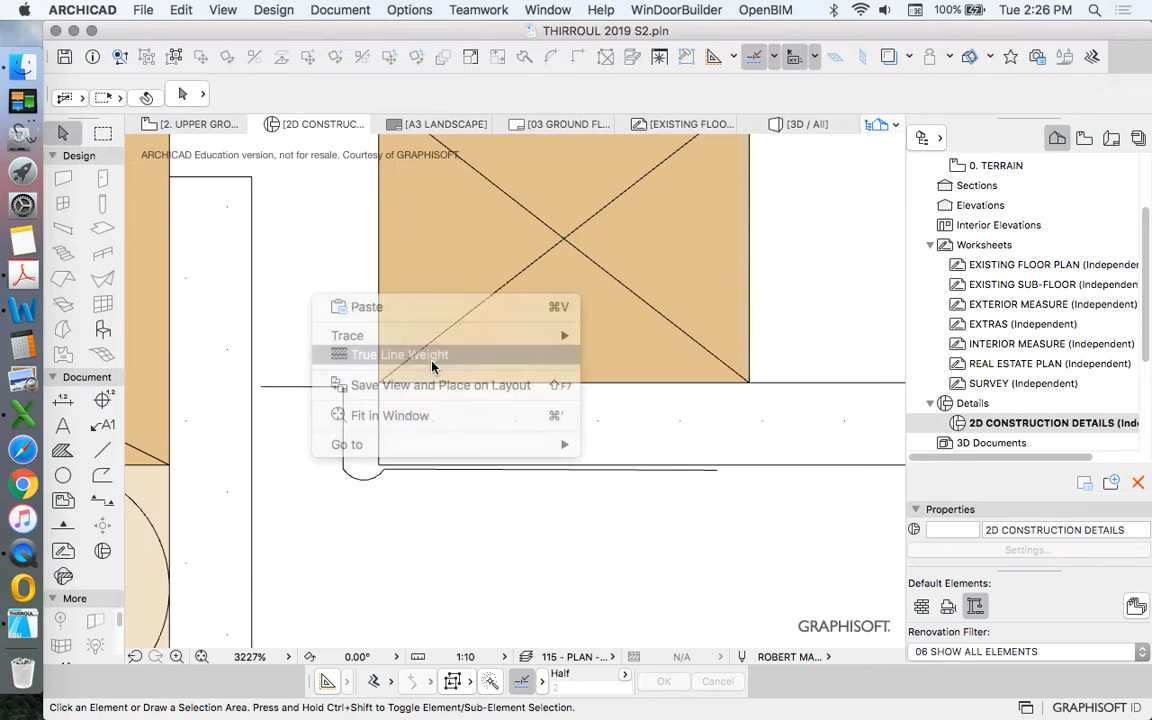 ARCHICAD File Edit View Design Document Options Teamwork Window Help WinDoorBuilder OpenBIM 100% Tue 2:26 PM
THIRROUL 2019 S2.pln
[2. UPPER GRO... [2D CONSTRUC... [A3 LANDSCAPE] [03 GROUND FL... [EXISTING FLOO... [3D / All]
ARCHICAD Education version, not for resale. Courtesy of GRAPHISOFT.
Design
Document
More
Paste ⌘V
Trace
True Line Weight
Save View and Place on Layout ⇧F7
Fit in Window ⌘'
Go to
GRAPHISOFT.
0. TERRAIN
Sections
Elevations
Interior Elevations
Worksheets
EXISTING FLOOR PLAN (Independer
EXISTING SUB-FLOOR (Independen
EXTERIOR MEASURE (Independent)
EXTRAS (Independent)
INTERIOR MEASURE (Independent)
REAL ESTATE PLAN (Independent)
SURVEY (Independent)
Details
2D CONSTRUCTION DETAILS (Ind
3D Documents
Properties
2D CONSTRUCTION DETAILS
Settings...
Default Elements:
Renovation Filter:
06 SHOW ALL ELEMENTS
3227% 0.00° 1:10 115 - PLAN -... N/A ROBERT MA...
Half
2
OK Cancel
Click an Element or Draw a Selection Area. Press and Hold Ctrl+Shift to Toggle Element/Sub-Element Selection.
GRAPHISOFT ID